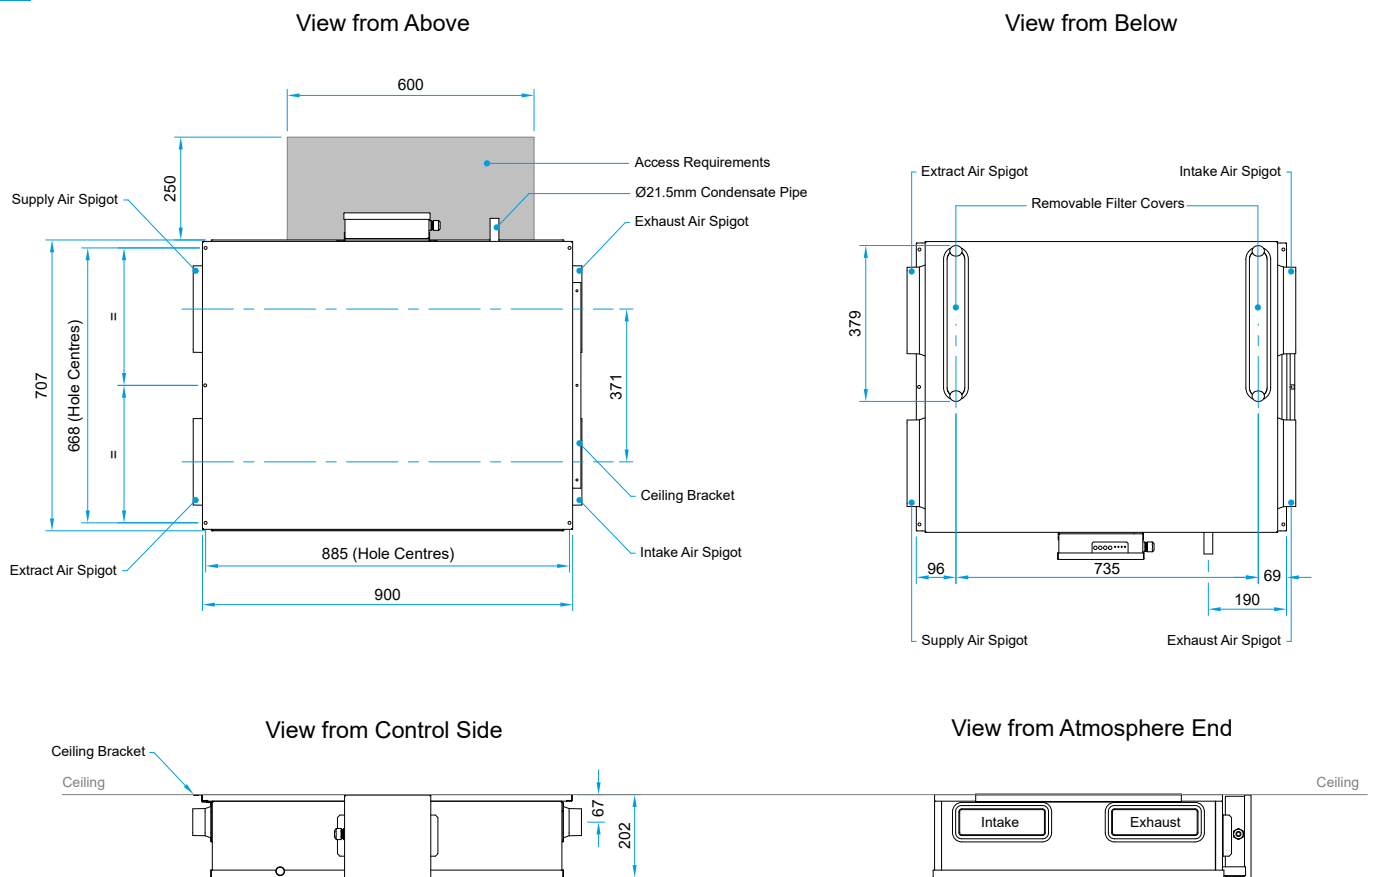 View from Above
View from Below
600
250
Access Requirements
Ø21.5mm Condensate Pipe
Supply Air Spigot
Exhaust Air Spigot
=
668 (Hole Centres)
707
371
=
Ceiling Bracket
885 (Hole Centres)
Intake Air Spigot
Extract Air Spigot
900
Extract Air Spigot
Intake Air Spigot
Removable Filter Covers
379
96
735
69
190
Supply Air Spigot
Exhaust Air Spigot
View from Control Side
Ceiling Bracket
Ceiling
67
202
View from Atmosphere End
Ceiling
Intake
Exhaust